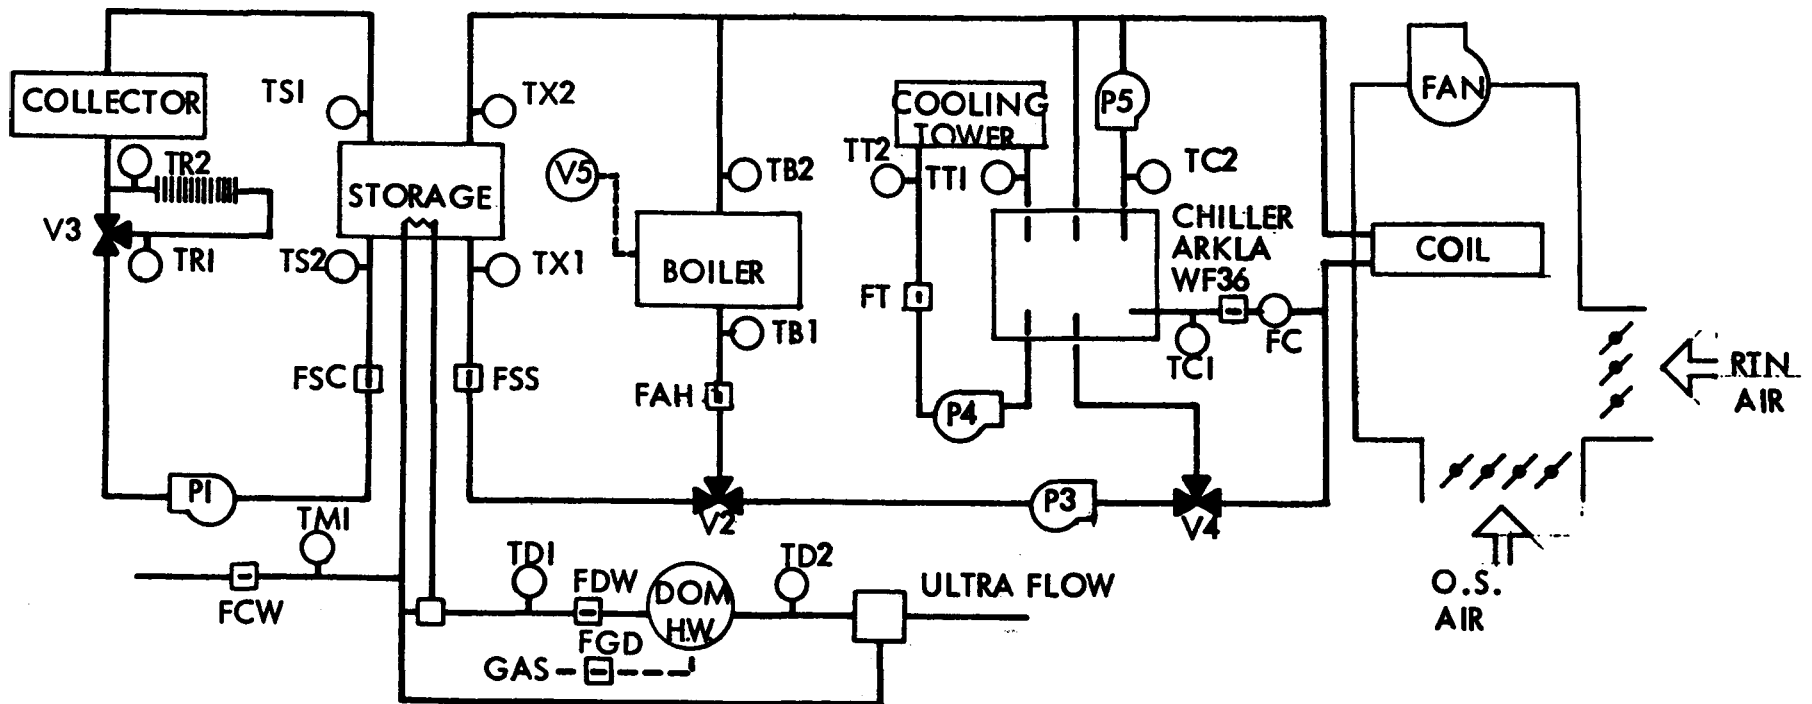 COLLECTOR
TS1
TX2
TR2
V3
TR1
STORAGE
TS2
TX1
V5
TB2
BOILER
TB1
COOLING
TOWER
TT2
TT1
P5
TC2
CHILLER
ARKLA
WF36
FT
FC
TC1
FAN
COIL
RTN
AIR
FSC
FSS
FAH
P4
P1
V2
P3
V4
TM1
FCW
TD1
FDW
DOM
H.W.
TD2
ULTRA FLOW
FGD
GAS
O.S.
AIR